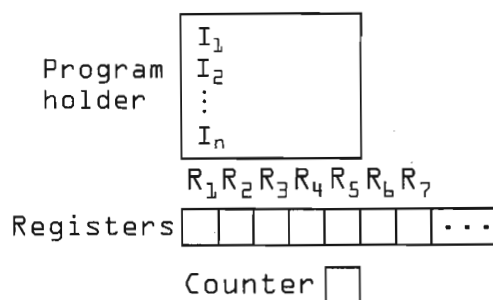 I₁
Program I₂
holder ⋮
Iₙ
R₁ R₂ R₃ R₄ R₅ R₆ R₇
Registers ...
Counter